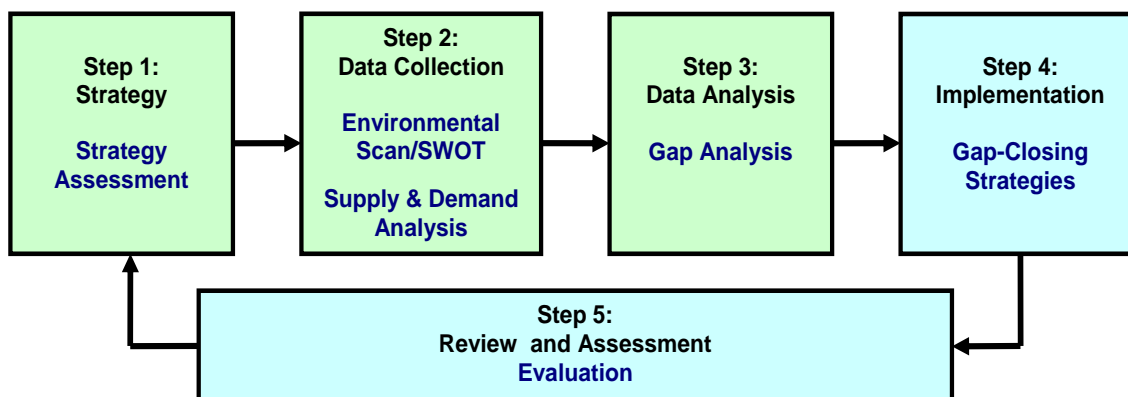 Step 1:
Strategy
Strategy
Assessment
Step 2:
Data Collection
Environmental
Scan/SWOT
Supply & Demand
Analysis
Step 3:
Data Analysis
Gap Analysis
Step 4:
Implementation
Gap-Closing
Strategies
Step 5:
Review and Assessment
Evaluation